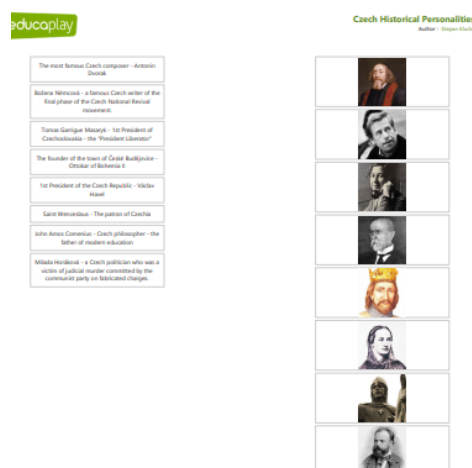 educaplay
Czech Historical Personalities
Author - Stepen Kluck
The most famous Czech composer - Antonín
Dvorák
Božena Němcová - a famous Czech writer of the
final phase of the Czech National Revival
movement.
Tomas Garrigue Masaryk - 1st President of
Czechoslovakia - the "President Liberator"
The founder of the town of České Budějovice -
Ottokar of Bohemia II
1st President of the Czech Republic - Václav
Havel
Saint Wenceslaus - The patron of Czechia
John Amos Comenius - Czech philosopher - the
father of modern education
Milada Horáková - a Czech politician who was a
victim of judicial murder committed by the
communist party on fabricated charges.